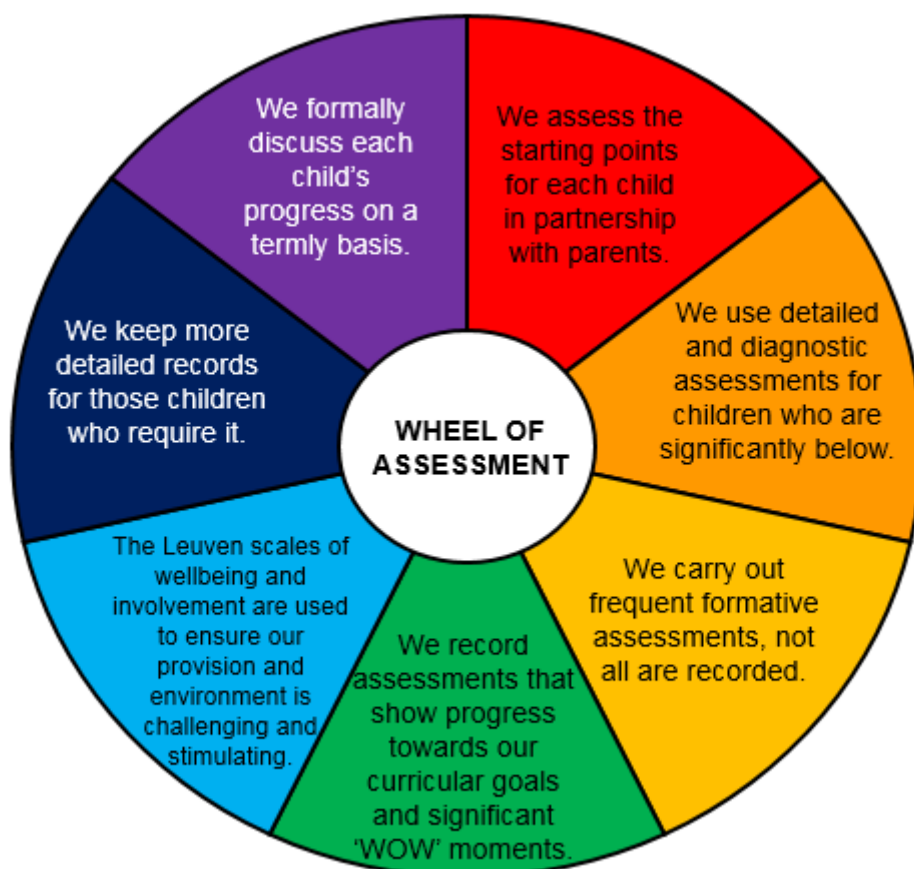 We formally
discuss each
child's
progress on a
termly basis.
We assess the
starting points
for each child
in partnership
with parents.
We use detailed
and diagnostic
assessments for
children who are
significantly below.
We carry out
frequent formative
assessments, not
all are recorded.
We record
assessments that
show progress
towards our
curricular goals
and significant
‘WOW’ moments.
The Leuven scales of
wellbeing and
involvement are used
to ensure our
provision and
environment is
challenging and
stimulating.
We keep more
detailed records
for those children
who require it.
WHEEL OF
ASSESSMENT